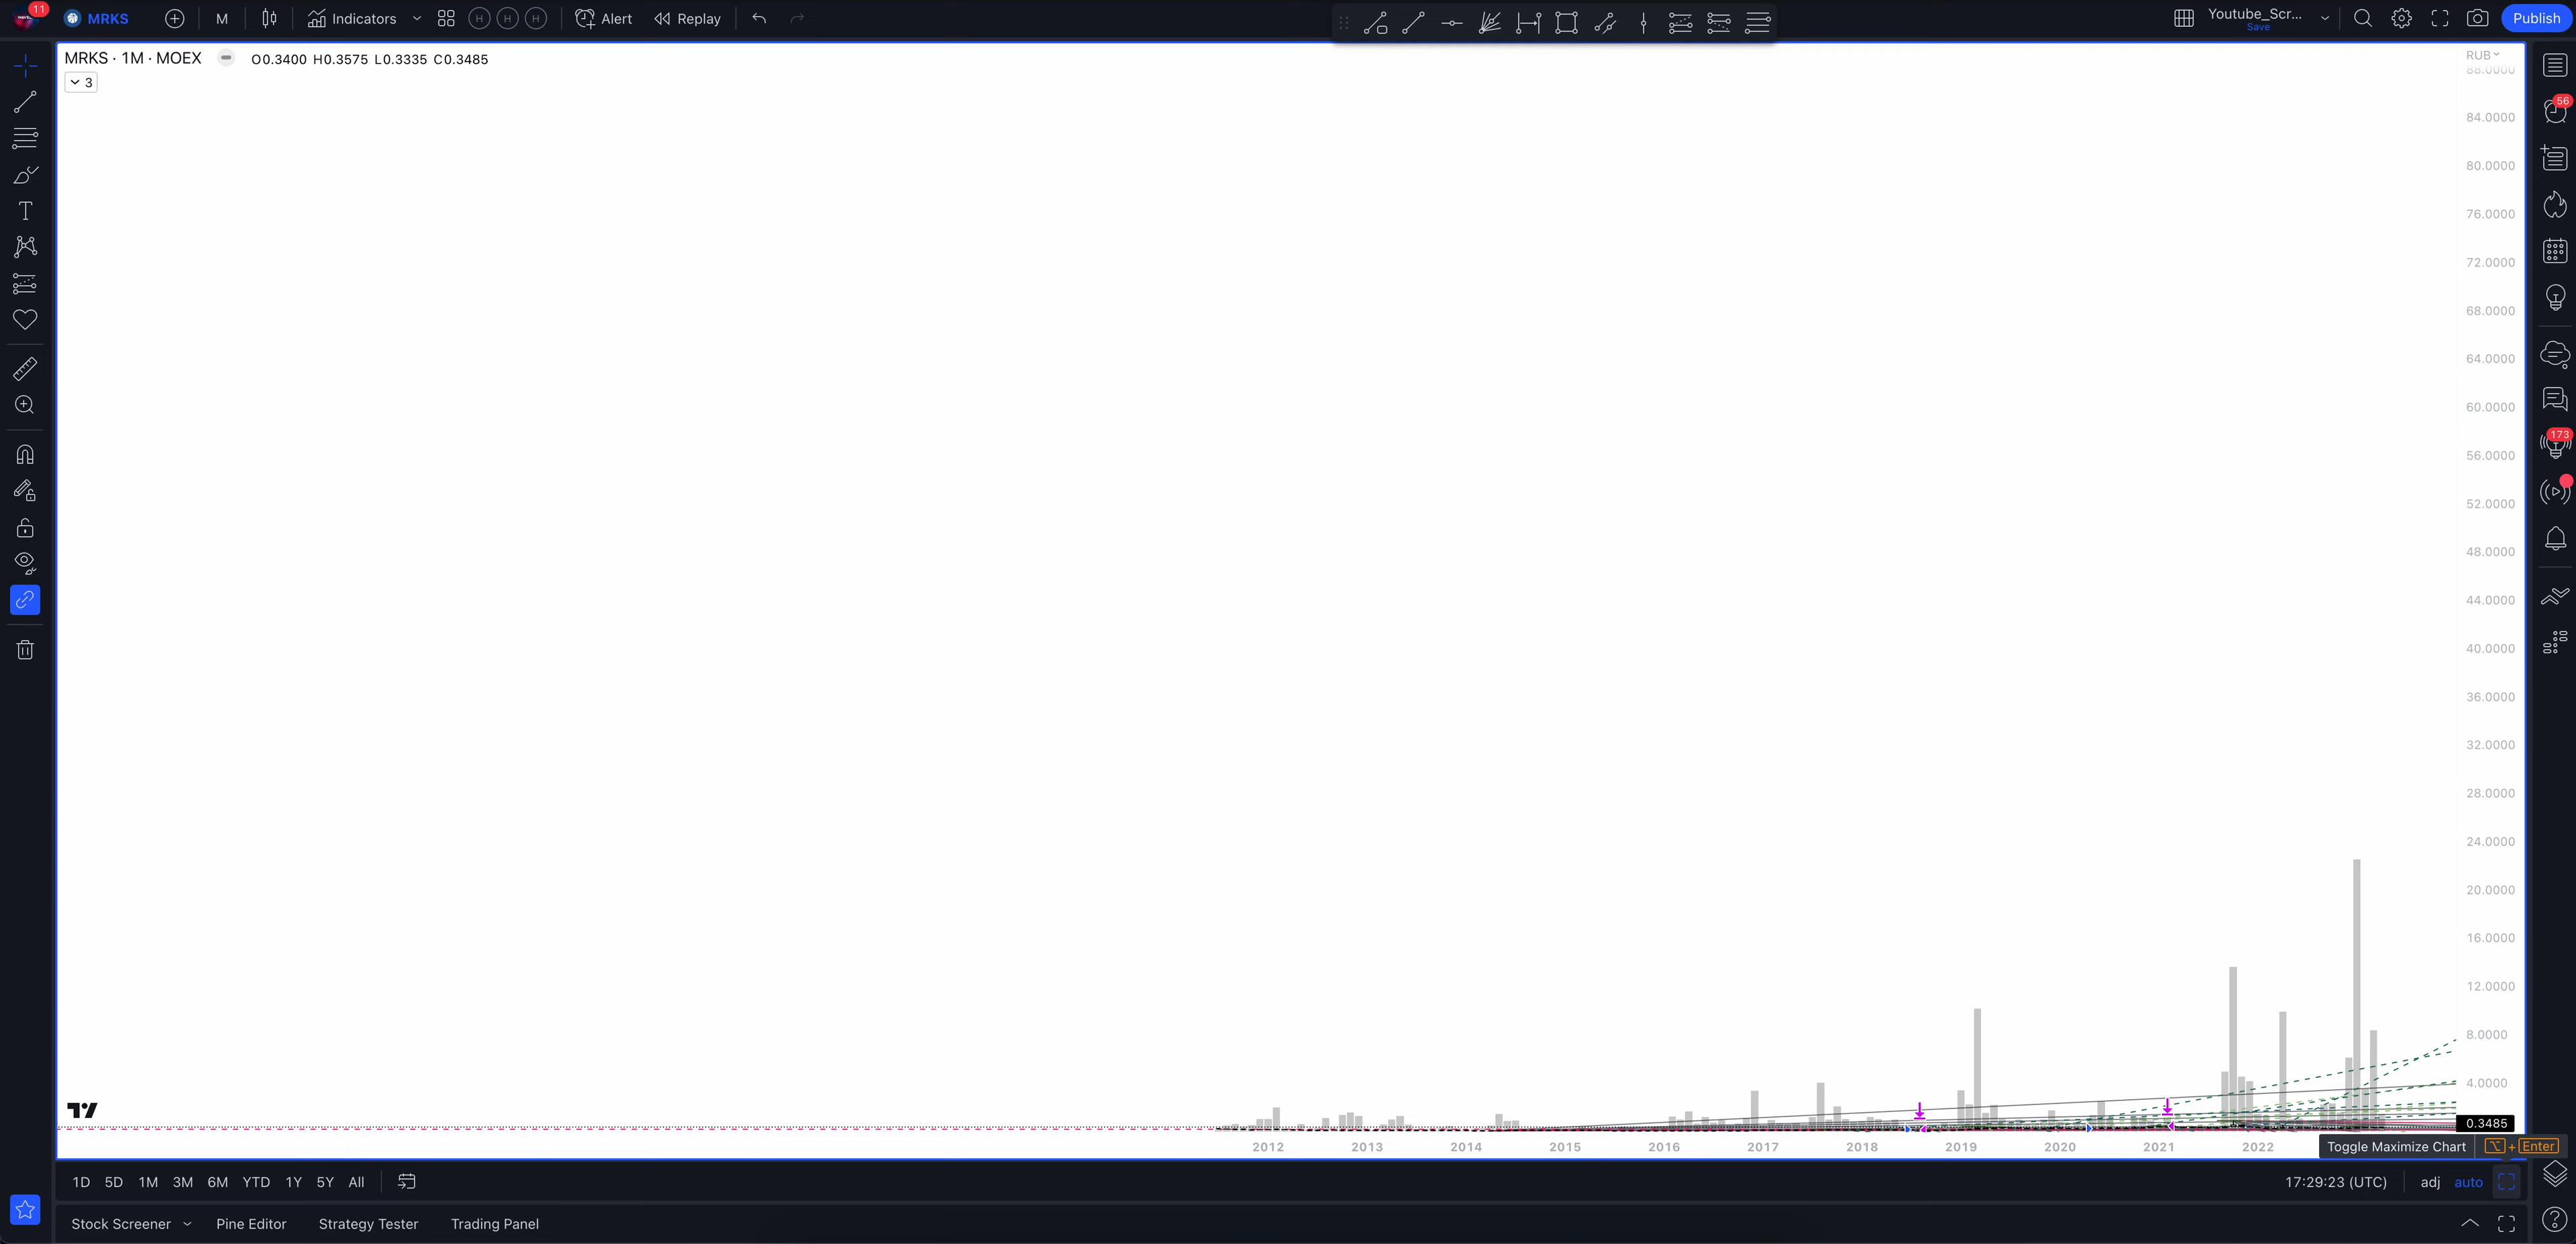 11
MRKS
M
Indicators
H
H
H
Alert
Replay
Youtube_Scr...
Save
Publish
MRKS · 1M · MOEX
O0.3400 H0.3575 L0.3335 C0.3485
3
RUB
88.0000
84.0000
80.0000
76.0000
72.0000
68.0000
64.0000
60.0000
56.0000
52.0000
48.0000
44.0000
40.0000
36.0000
32.0000
28.0000
24.0000
20.0000
16.0000
12.0000
8.0000
4.0000
0.3485
56
173
2012 2013 2014 2015 2016 2017 2018 2019 2020 2021 2022
Toggle Maximize Chart ⌥ + Enter
1D 5D 1M 3M 6M YTD 1Y 5Y All
17:29:23 (UTC)
adj auto
Stock Screener Pine Editor Strategy Tester Trading Panel